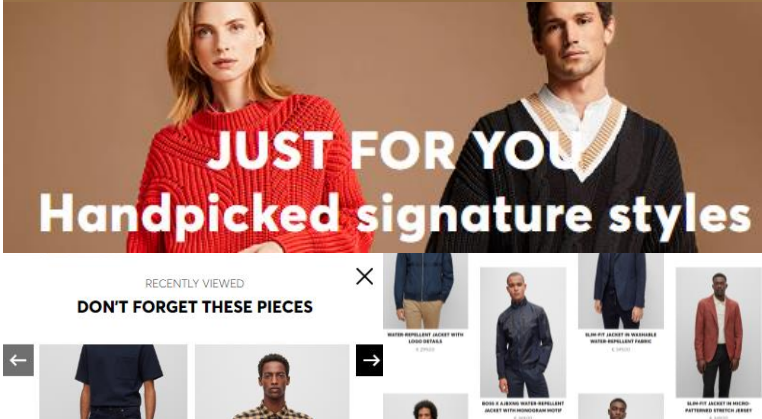 JUST FOR YOU
Handpicked signature styles
RECENTLY VIEWED
DON'T FORGET THESE PIECES
WATER-REPELLENT JACKET WITH
LOGO DETAILS
BOSS X AJBXNG WATER-REPELLENT
JACKET WITH MONOGRAM MOTIF
SLIM-FIT JACKET IN WASHABLE
WATER-REPELLENT FABRIC
SLIM-FIT JACKET IN MICRO-
PATTERNED STRETCH JERSEY